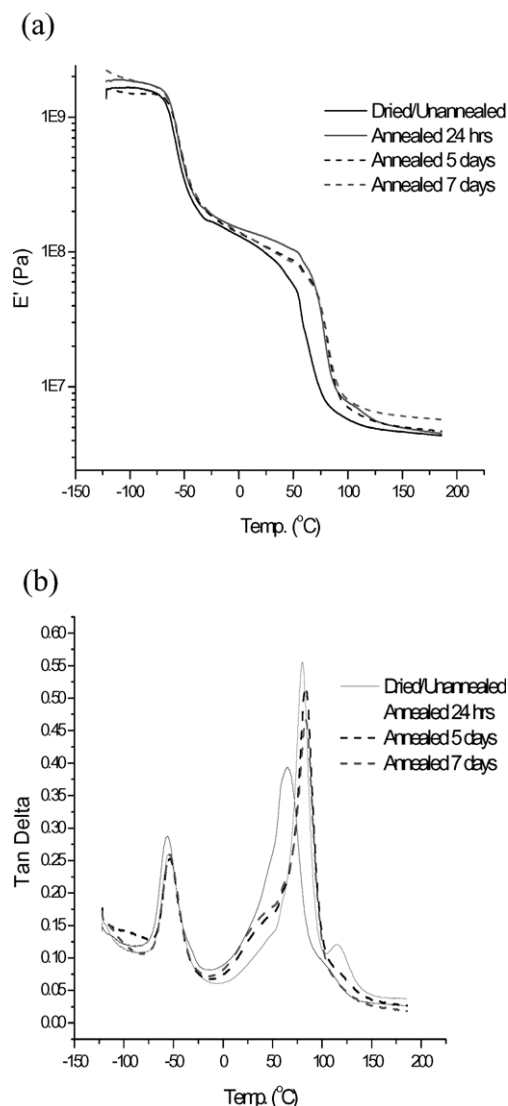 (a)
1E9
Dried/Unannealed
Annealed 24 hrs
Annealed 5 days
Annealed 7 days
1E8
E' (Pa)
1E7
-150 -100 -50 0 50 100 150 200
Temp. (°C)
(b)
0.60
0.55
Dried/Unannealed
0.50
Annealed 24 hrs
0.45
Annealed 5 days
0.40
Annealed 7 days
0.35
0.30
Tan Delta
0.25
0.20
0.15
0.10
0.05
0.00
-150 -100 -50 0 50 100 150 200
Temp. (°C)